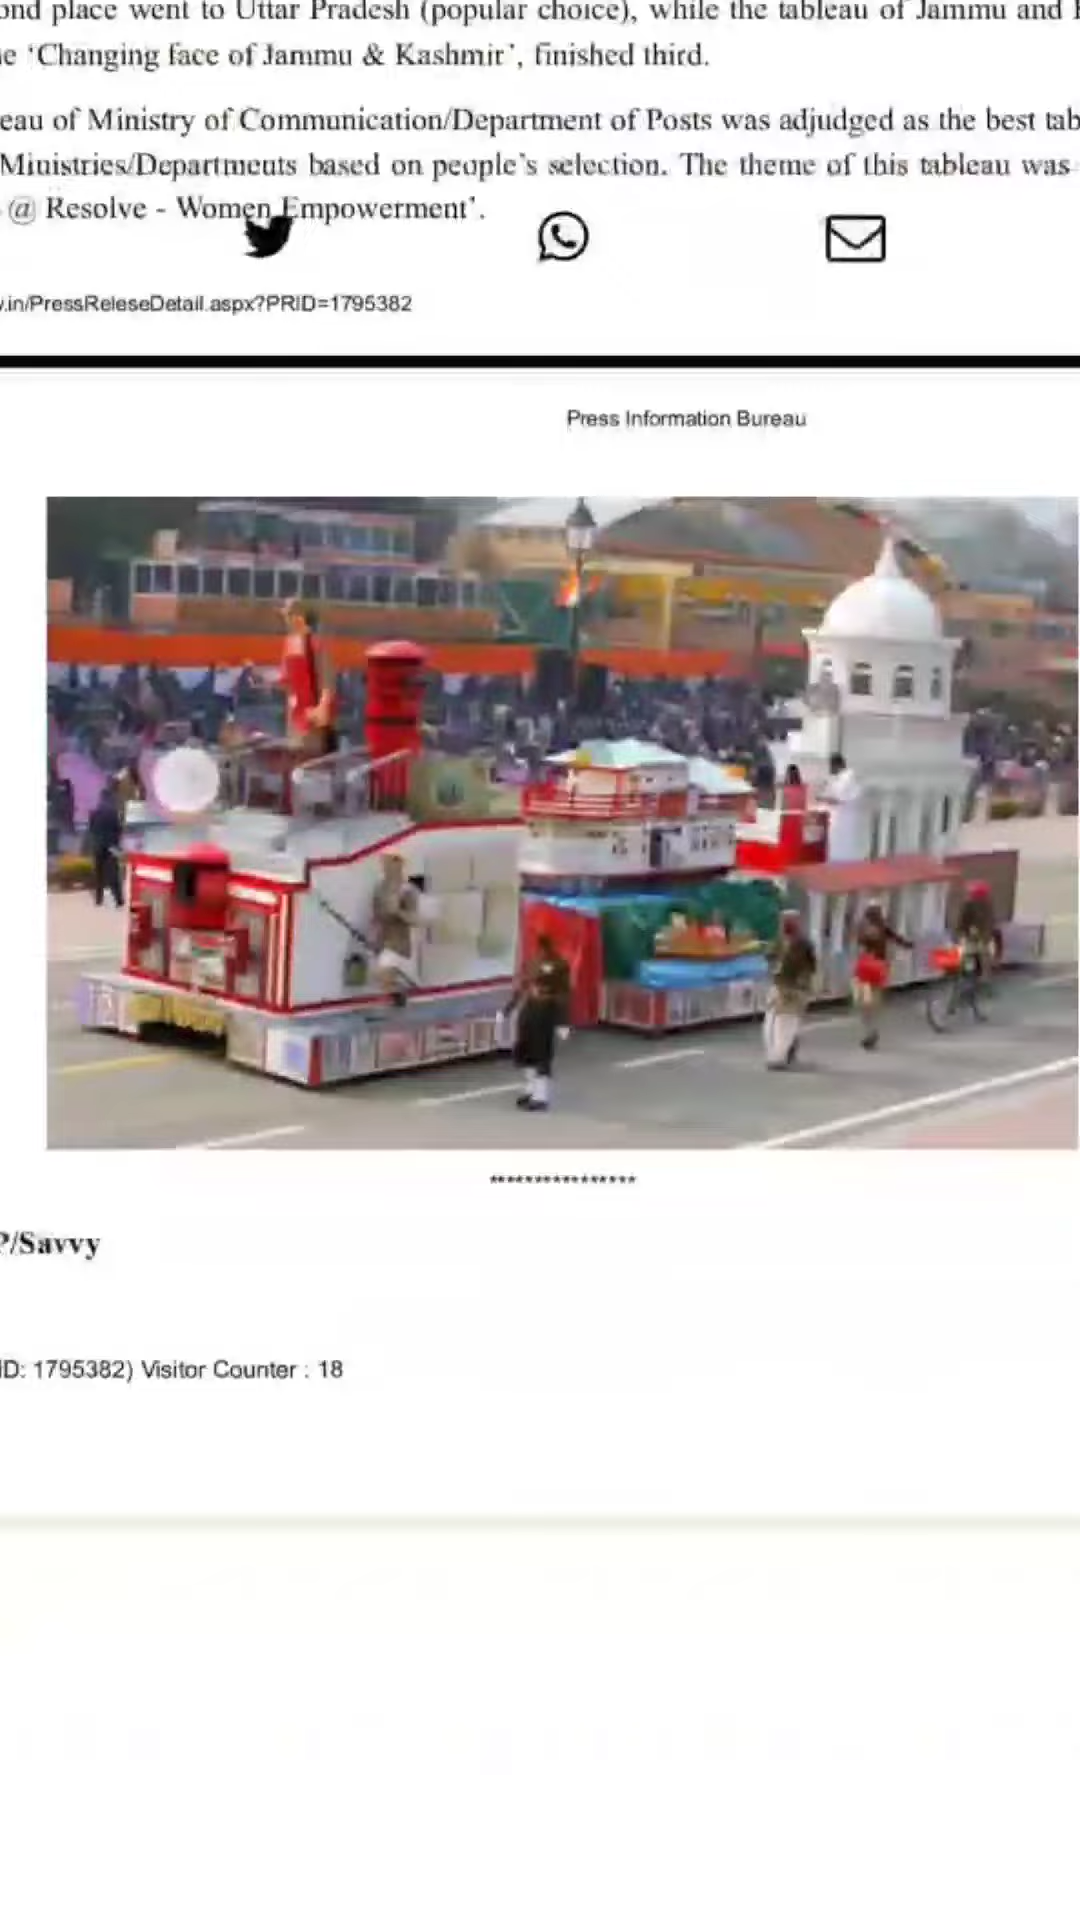 ond place went to Uttar Pradesh (popular choice), while the tableau of Jammu and
e ‘Changing face of Jammu & Kashmir’, finished third.
eau of Ministry of Communication/Department of Posts was adjudged as the best tab
Ministries/Departments based on people’s selection. The theme of this tableau was
@ Resolve - Women Empowerment’.
v.in/PressReleseDetail.aspx?PRID=1795382
Press Information Bureau
****************
P/Savvy
ID: 1795382) Visitor Counter : 18